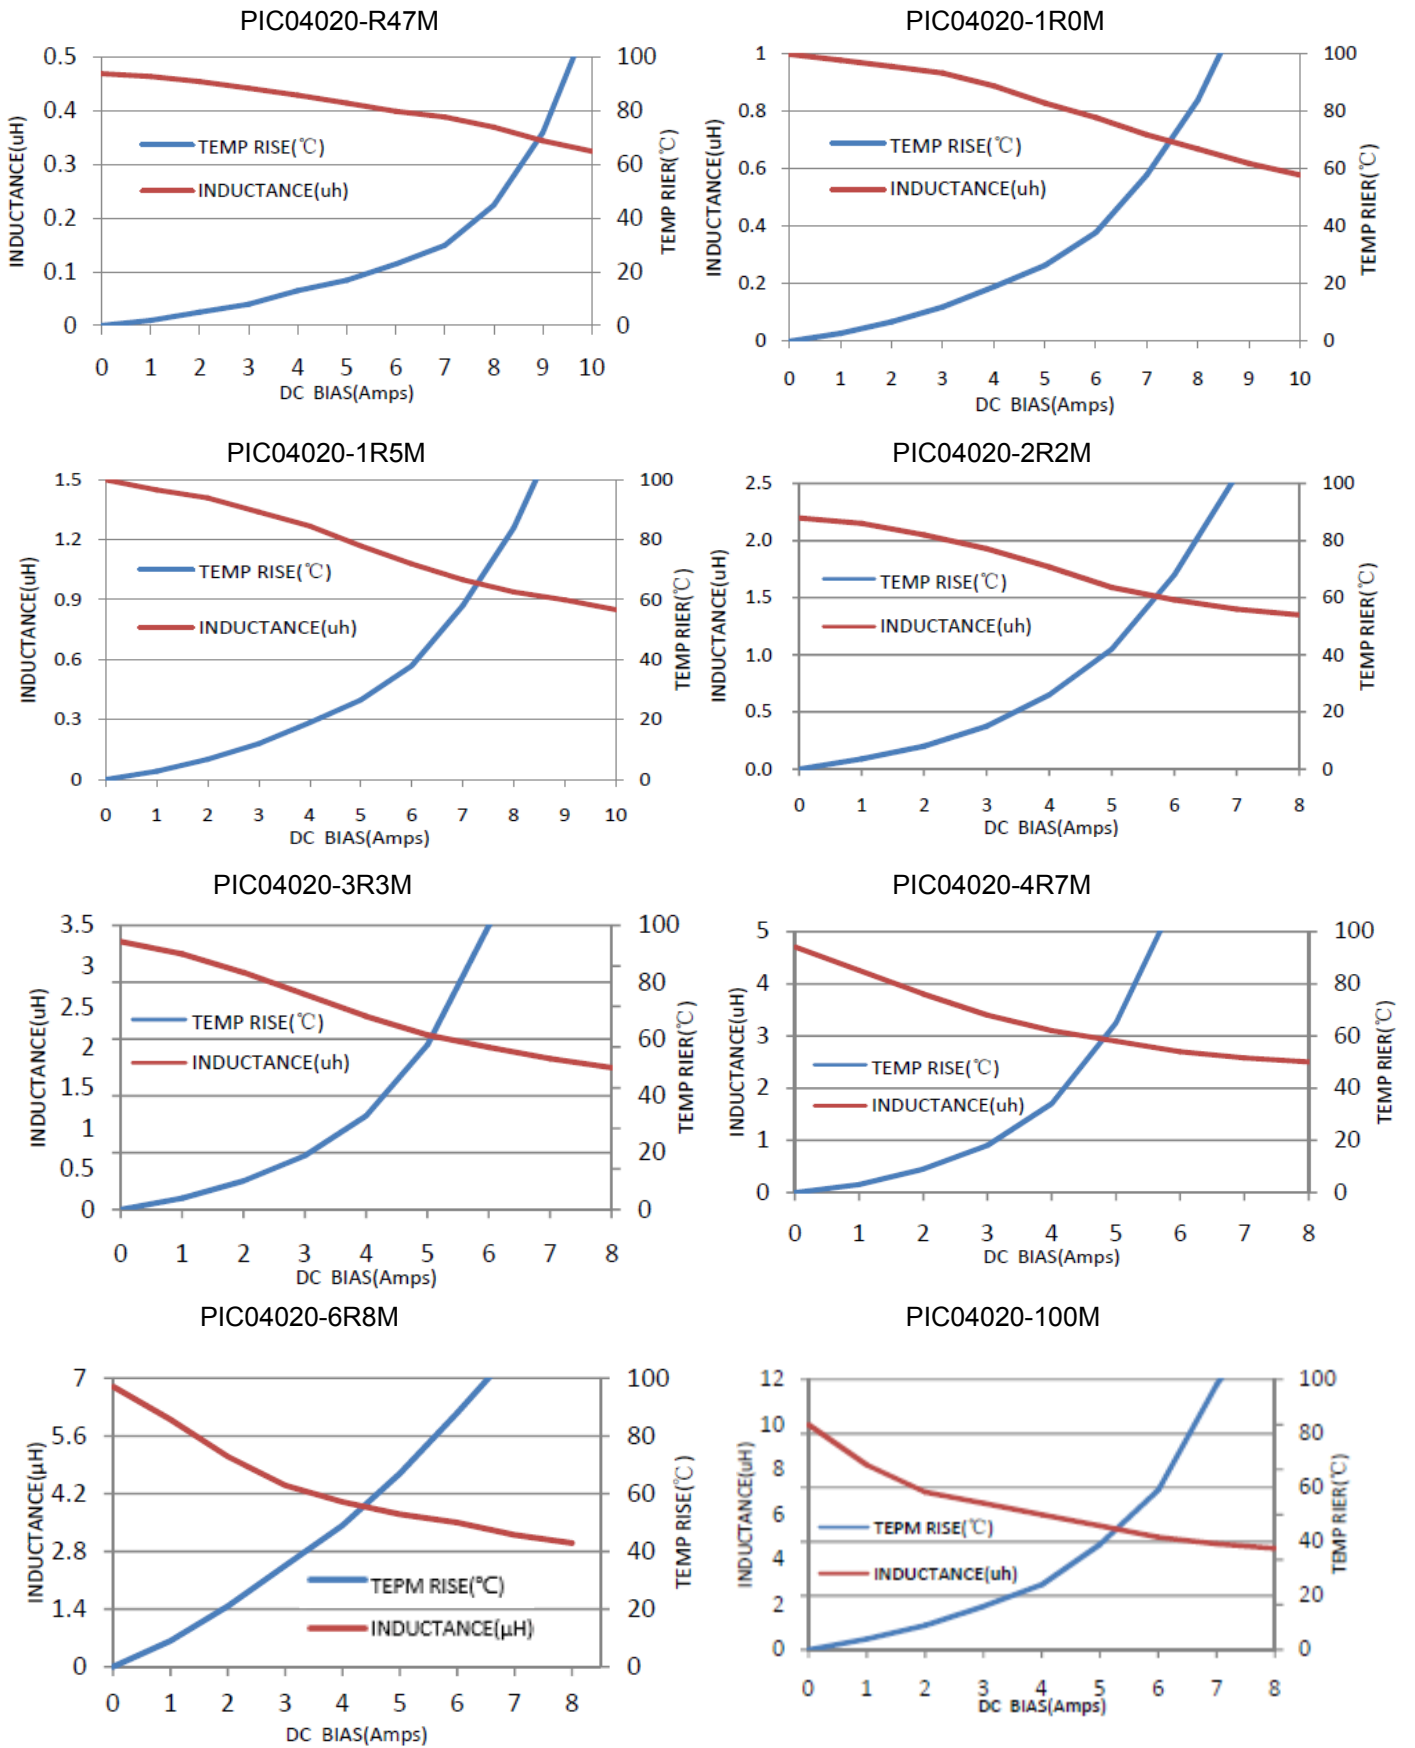 PIC04020-R47M
PIC04020-1R0M
INDUCTANCE(uH)
0.5
0.4
0.3
0.2
0.1
0
TEMP RISE(℃)
INDUCTANCE(uh)
100
80
60
40
20
0
TEMP RIER(℃)
0 1 2 3 4 5 6 7 8 9 10
DC BIAS(Amps)
INDUCTANCE(uH)
1
0.8
0.6
0.4
0.2
0
TEMP RISE(℃)
INDUCTANCE(uh)
100
80
60
40
20
0
TEMP RIER(℃)
0 1 2 3 4 5 6 7 8 9 10
DC BIAS(Amps)
PIC04020-1R5M
PIC04020-2R2M
INDUCTANCE(uH)
1.5
1.2
0.9
0.6
0.3
0
TEMP RISE(℃)
INDUCTANCE(uh)
100
80
60
40
20
0
TEMP RIER(℃)
0 1 2 3 4 5 6 7 8 9 10
DC BIAS(Amps)
INDUCTANCE(uH)
2.5
2.0
1.5
1.0
0.5
0.0
TEMP RISE(℃)
INDUCTANCE(uh)
100
80
60
40
20
0
TEMP RIER(℃)
0 1 2 3 4 5 6 7 8
DC BIAS(Amps)
PIC04020-3R3M
PIC04020-4R7M
INDUCTANCE(uH)
3.5
3
2.5
2
1.5
1
0.5
0
TEMP RISE(℃)
INDUCTANCE(uh)
100
80
60
40
20
0
TEMP RIER(℃)
0 1 2 3 4 5 6 7 8
DC BIAS(Amps)
INDUCTANCE(uH)
5
4
3
2
1
0
TEMP RISE(℃)
INDUCTANCE(uh)
100
80
60
40
20
0
TEMP RIER(℃)
0 1 2 3 4 5 6 7 8
DC BIAS(Amps)
PIC04020-6R8M
PIC04020-100M
INDUCTANCE(μH)
7
5.6
4.2
2.8
1.4
0
TEPM RISE(℃)
INDUCTANCE(μH)
100
80
60
40
20
0
TEMP RISE(℃)
0 1 2 3 4 5 6 7 8
DC BIAS(Amps)
INDUCTANCE(uH)
12
10
8
6
4
2
0
TEPM RISE(℃)
INDUCTANCE(uh)
100
80
60
40
20
0
TEMP RIER(℃)
0 1 2 3 4 5 6 7 8
DC BIAS(Amps)